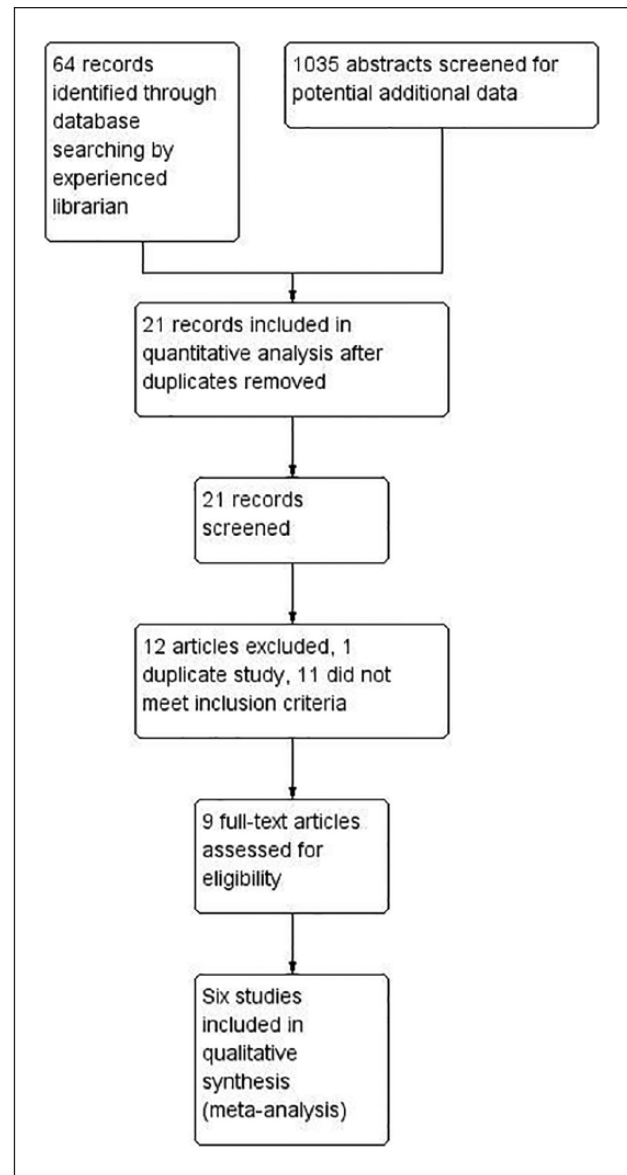 64 records
identified through
database
searching by
experienced
librarian
1035 abstracts screened for
potential additional data
21 records included in
quantitative analysis after
duplicates removed
21 records
screened
12 articles excluded, 1
duplicate study, 11 did not
meet inclusion criteria
9 full-text articles
assessed for
eligibility
Six studies
included in
qualitative
synthesis
(meta-analysis)